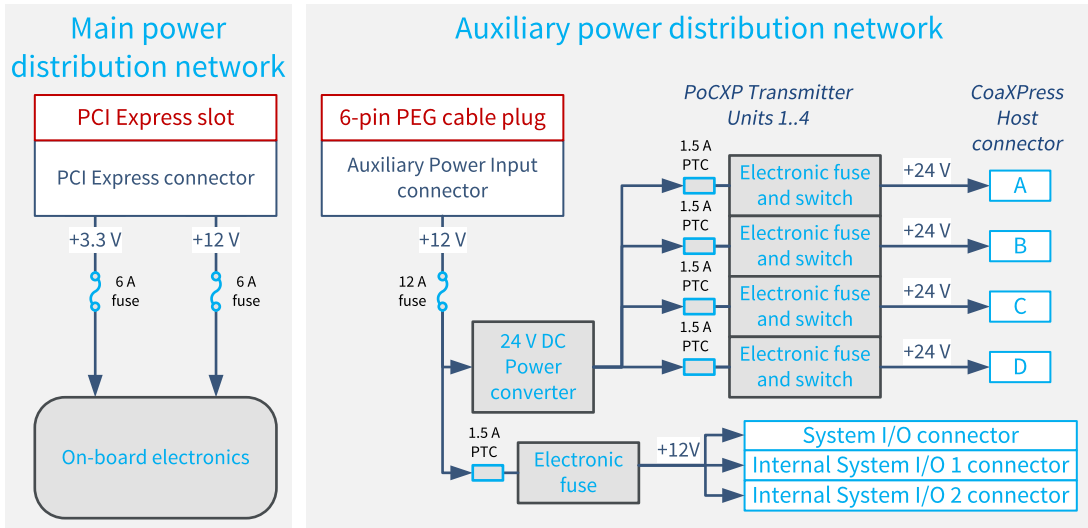 Main power
distribution network
PCI Express slot
PCI Express connector
+3.3 V
+12 V
6 A
fuse
6 A
fuse
On-board electronics
Auxiliary power distribution network
6-pin PEG cable plug
Auxiliary Power Input
connector
+12 V
12 A
fuse
24 V DC
Power
converter
PoCXP Transmitter
Units 1..4
CoaXPress
Host
connector
1.5 A
PTC
Electronic fuse
and switch
+24 V
A
1.5 A
PTC
Electronic fuse
and switch
+24 V
B
1.5 A
PTC
Electronic fuse
and switch
+24 V
C
1.5 A
PTC
Electronic fuse
and switch
+24 V
D
1.5 A
PTC
Electronic
fuse
+12V
System I/O connector
Internal System I/O 1 connector
Internal System I/O 2 connector